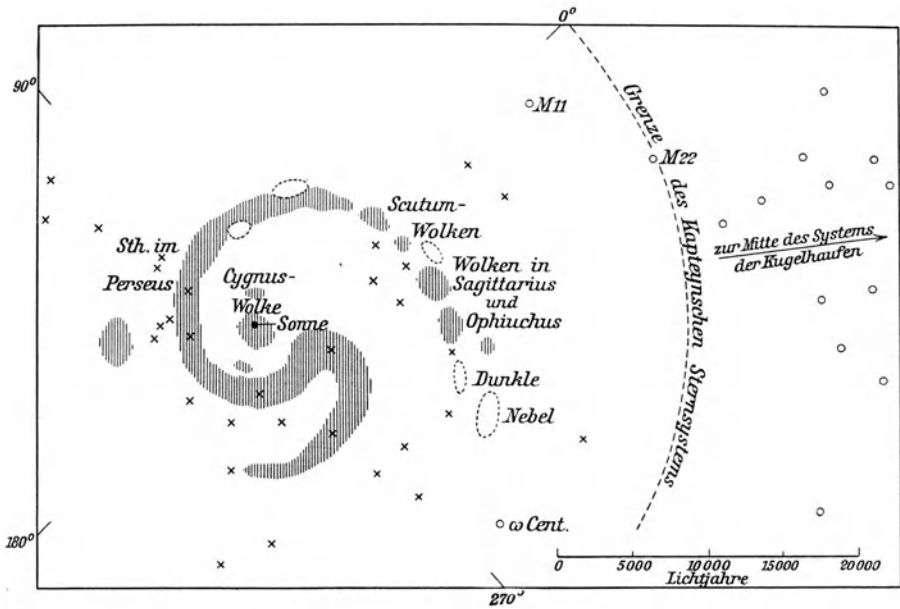 0°
90°
M11
Grenze des Kapteynschen Sternsystems
M22
Scutum-
Wolken
Sth. im
Perseus
zur Mitte des Systems
der Kugelhaufen
Cygnus-
Wolke
Sonne
Wolken in
Sagittarius
und
Ophiuchus
Dunkle
Nebel
ω Cent.
180°
270°
0 5000 10000 15000 20000
Lichtjahre